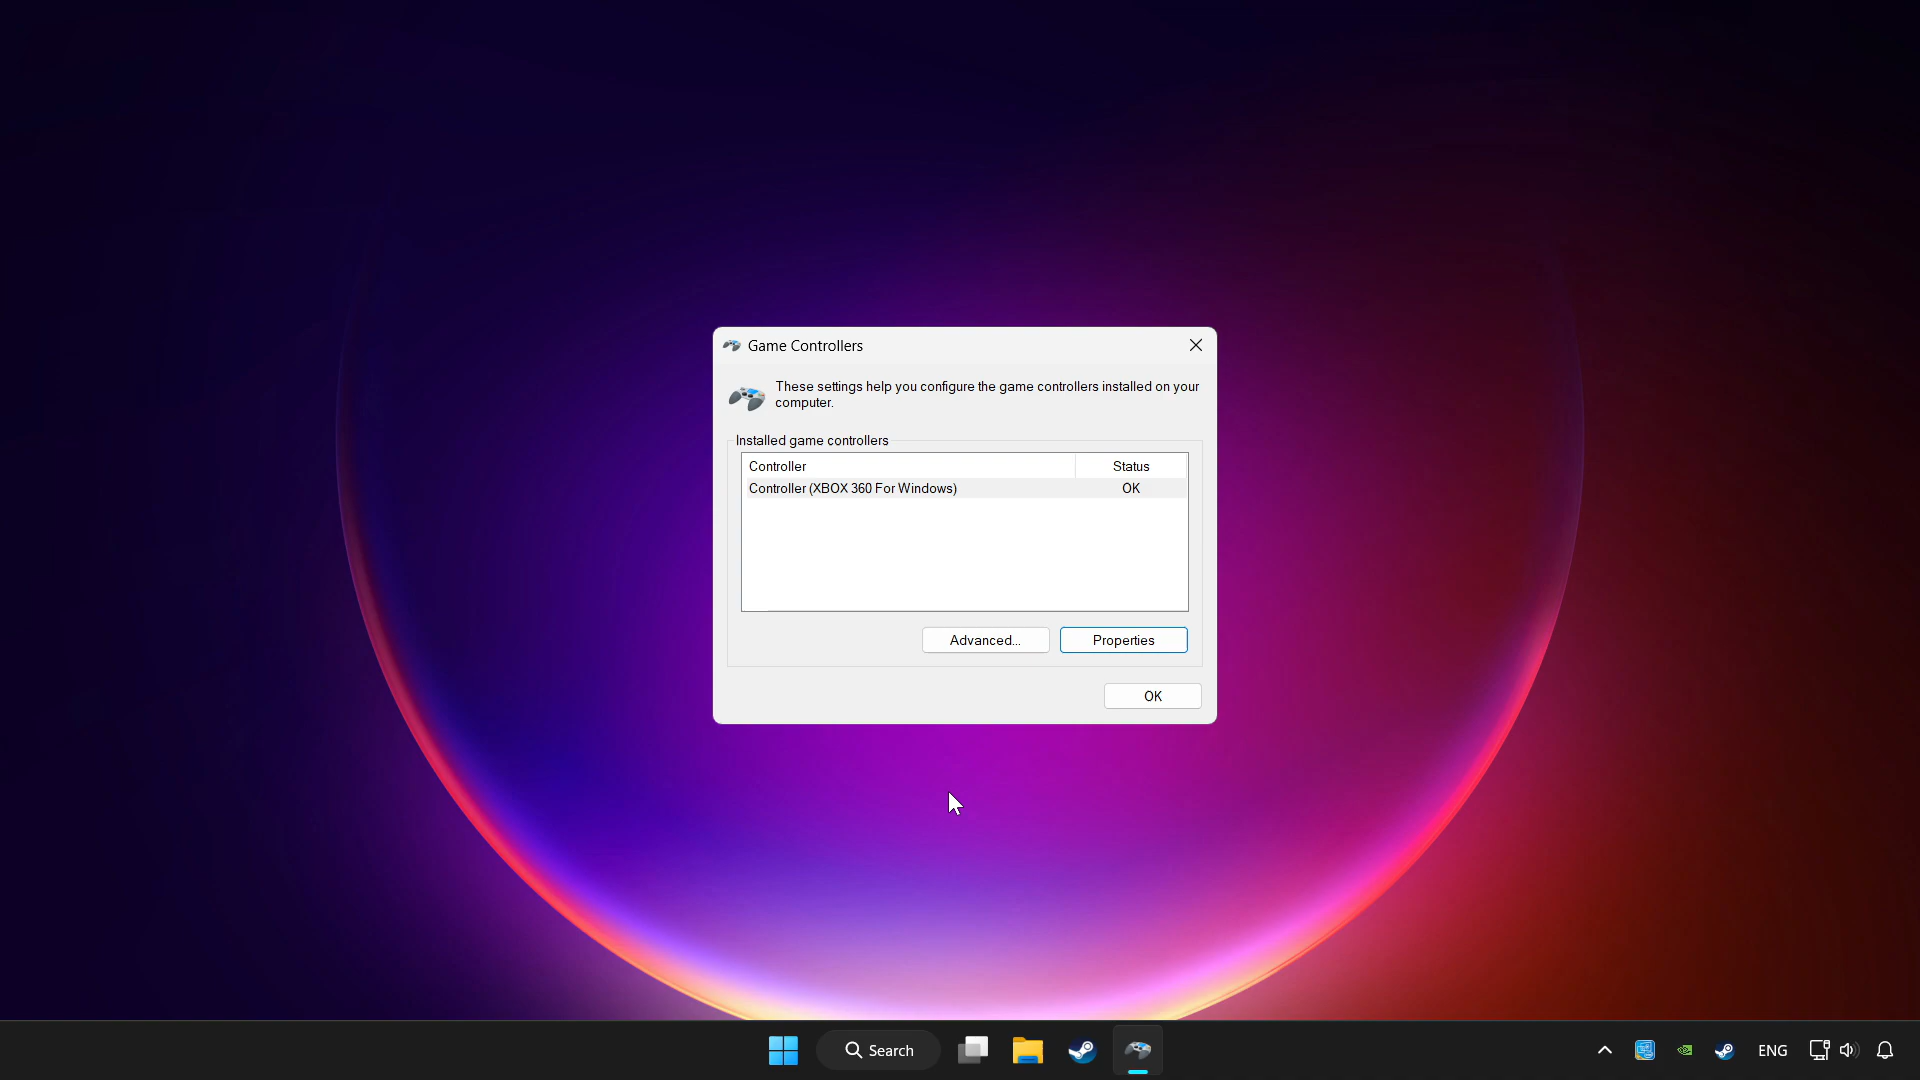 Game Controllers
These settings help you configure the game controllers installed on your
computer.
Installed game controllers
Controller Status
Controller (XBOX 360 For Windows) OK
Advanced... Properties
OK
Search ENG